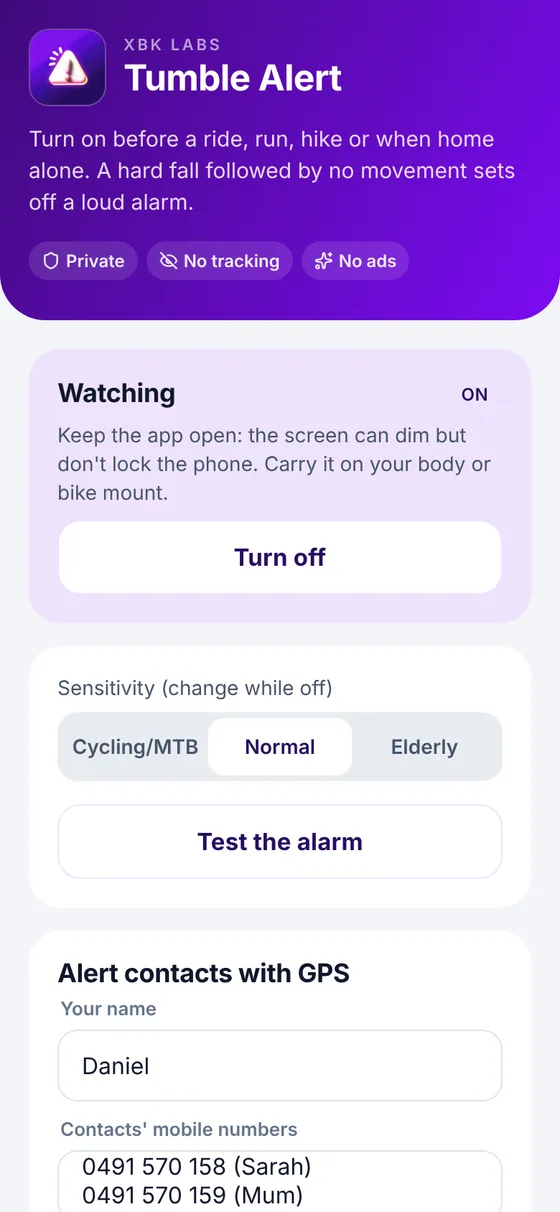 XBK LABS
Tumble Alert
Turn on before a ride, run, hike or when home
alone. A hard fall followed by no movement sets
off a loud alarm.
Private
No tracking
No ads
Watching
ON
Keep the app open: the screen can dim but
don't lock the phone. Carry it on your body or
bike mount.
Turn off
Sensitivity (change while off)
Cycling/MTB
Normal
Elderly
Test the alarm
Alert contacts with GPS
Your name
Daniel
Contacts' mobile numbers
0491 570 158 (Sarah)
0491 570 159 (Mum)